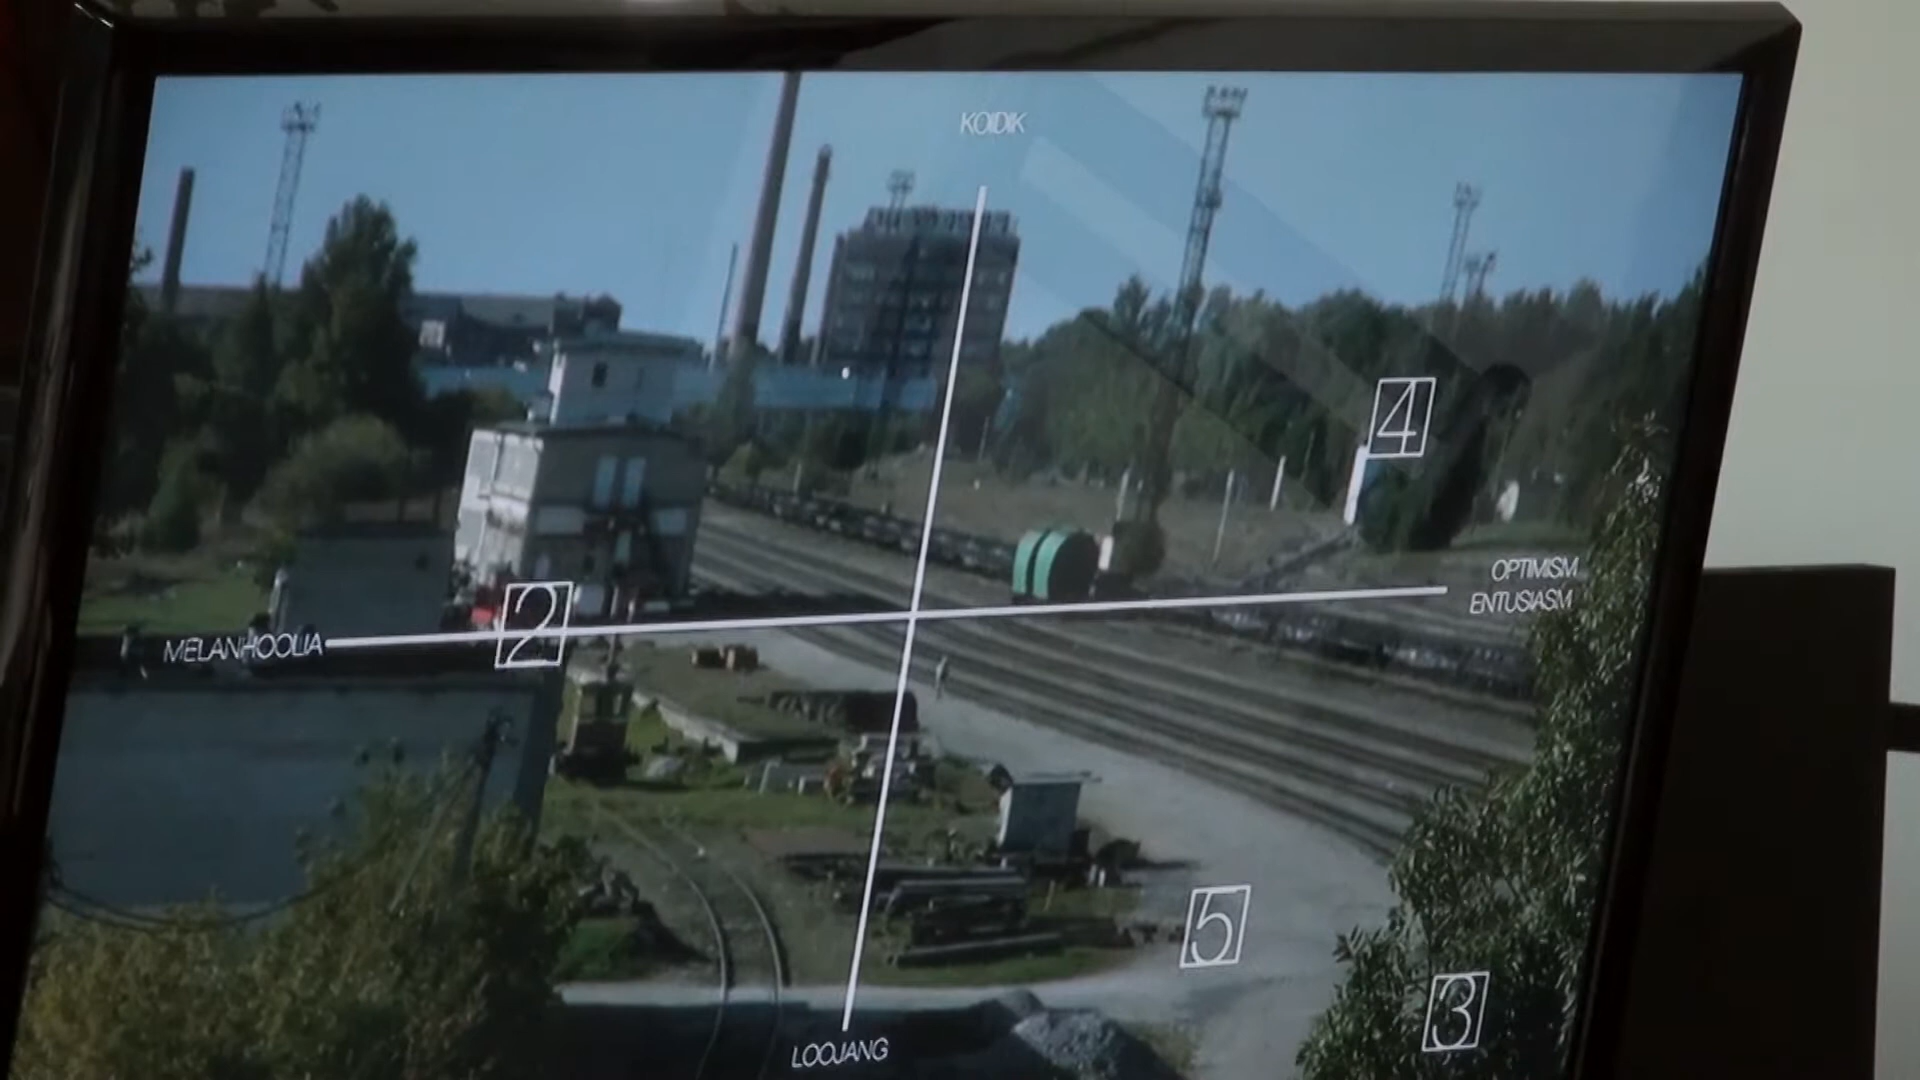 KOIDIK
4
OPTIMISM
ENTUSIASM
2
MELANHOOLIA
5
3
LOOJANG